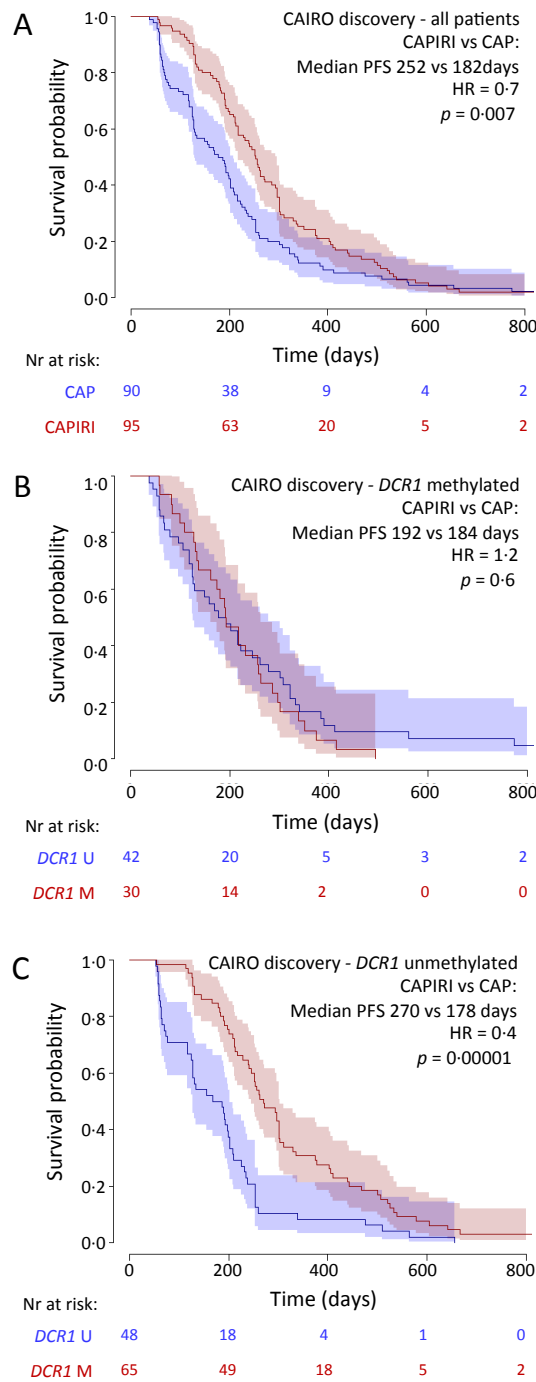 A
CAIRO discovery - all patients
CAPIRI vs CAP:
Median PFS 252 vs 182days
HR = 0·7
p = 0·007
Survival probability
1·0
0·8
0·6
0·4
0·2
0·0
0 200 400 600 800
Time (days)
Nr at risk:
CAP 90 38 9 4 2
CAPIRI 95 63 20 5 2
B
CAIRO discovery - DCR1 methylated
CAPIRI vs CAP:
Median PFS 192 vs 184 days
HR = 1·2
p = 0·6
Survival probability
1·0
0·8
0·6
0·4
0·2
0·0
0 200 400 600 800
Time (days)
Nr at risk:
DCR1 U 42 20 5 3 2
DCR1 M 30 14 2 0 0
C
CAIRO discovery - DCR1 unmethylated
CAPIRI vs CAP:
Median PFS 270 vs 178 days
HR = 0·4
p = 0·00001
Survival probability
1·0
0·8
0·6
0·4
0·2
0·0
0 200 400 600 800
Time (days)
Nr at risk:
DCR1 U 48 18 4 1 0
DCR1 M 65 49 18 5 2